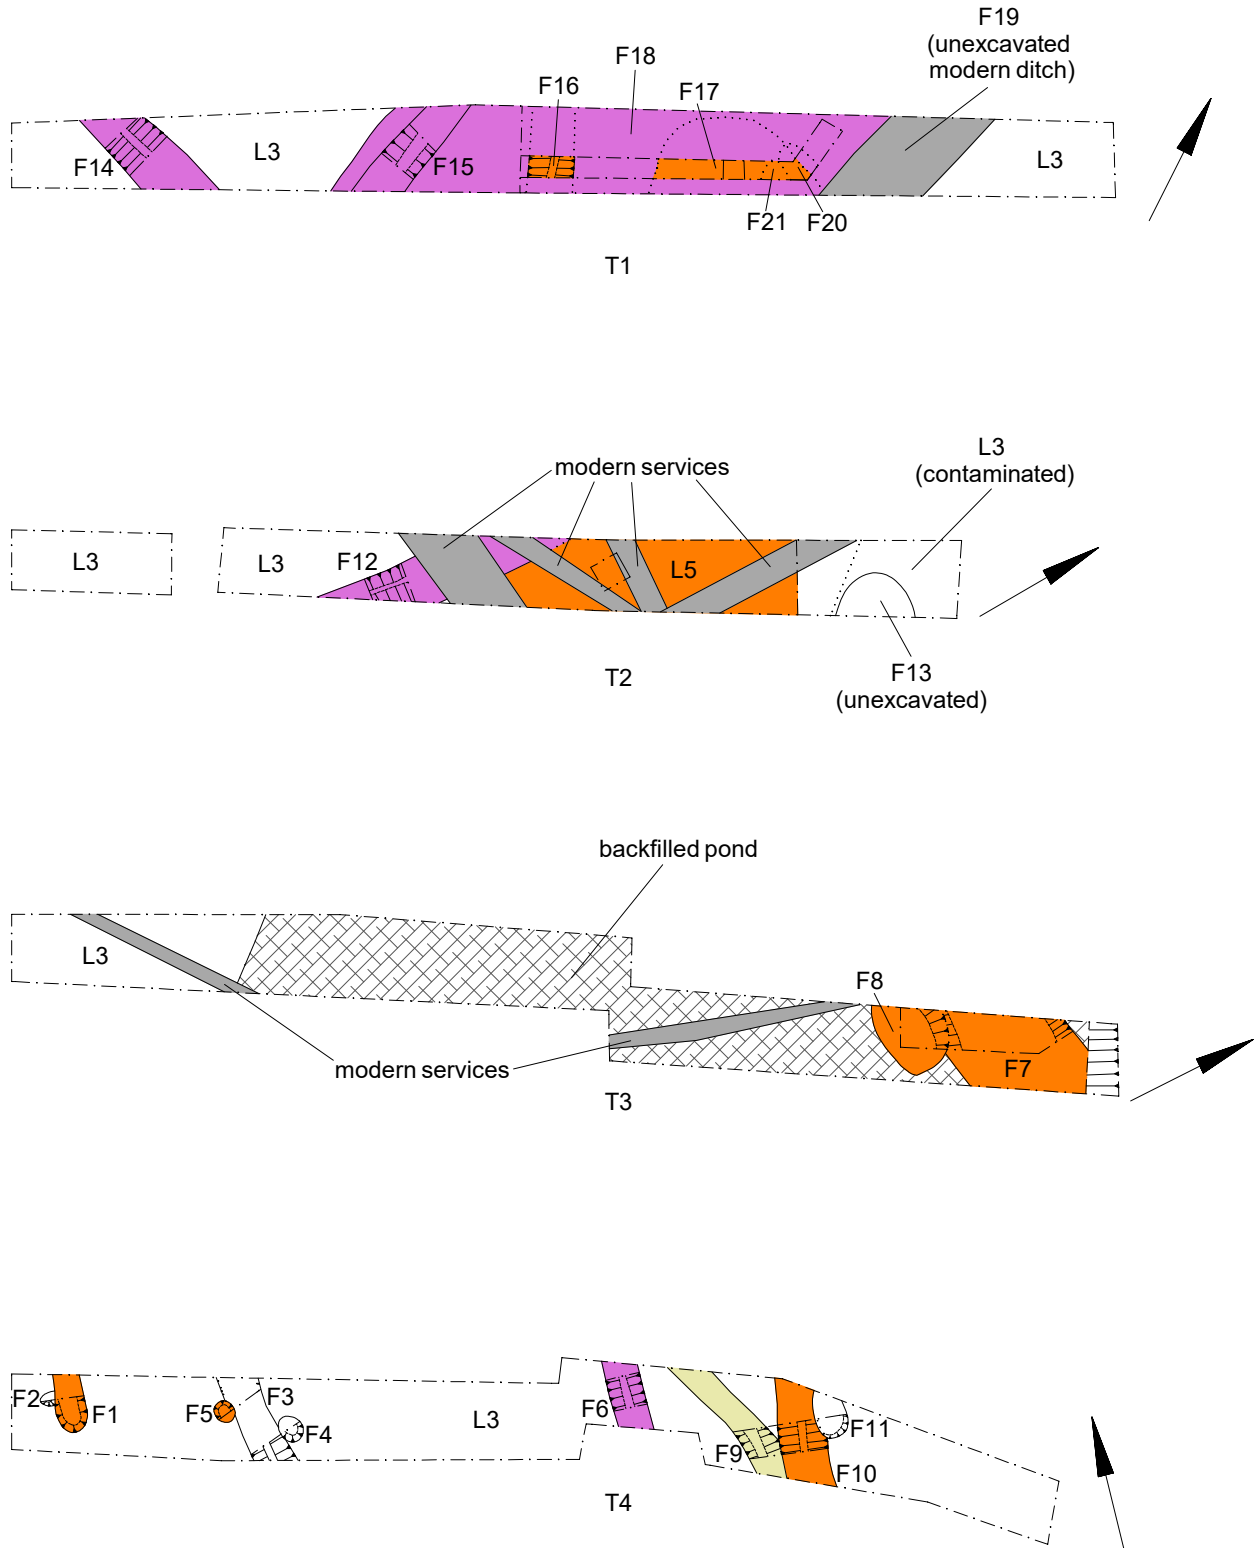 F19
(unexcavated
modern ditch)
F18
F16
F17
F14
L3
F15
L3
F21
F20
T1
L3
(contaminated)
modern services
L3
L3
F12
L5
F13
(unexcavated)
T2
backfilled pond
L3
F8
modern services
F7
T3
F2
F1
F5
F3
F4
L3
F6
F9
F11
F10
T4